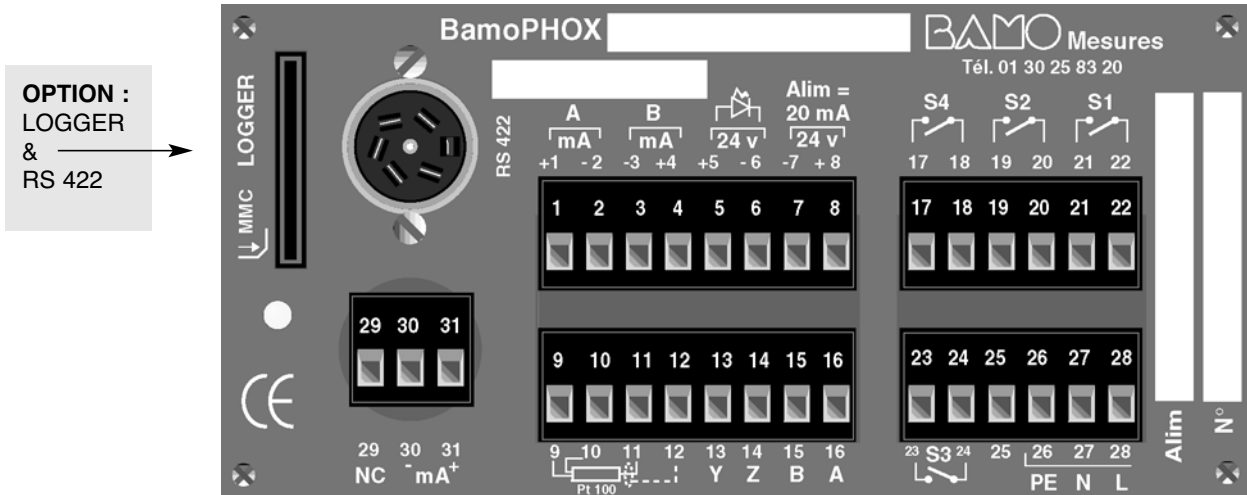 OPTION :
LOGGER
&
RS 422
MMC LOGGER
RS 422
BamoPHOX
BAMO Mesures
Tél. 01 30 25 83 20
A
mA
B
mA
24 v
Alim =
20 mA
24 v
+1 - 2 -3 +4 +5 - 6 -7 + 8
S4 S2 S1
17 18 19 20 21 22
1 2 3 4 5 6 7 8
17 18 19 20 21 22
29 30 31
9 10 11 12 13 14 15 16
23 24 25 26 27 28
CE
29 30 31
NC - mA+
9 10 11 12 13 14 15 16
Pt 100
Y Z B A
23 S3 24 25 26 27 28
PE N L
Alim
N°